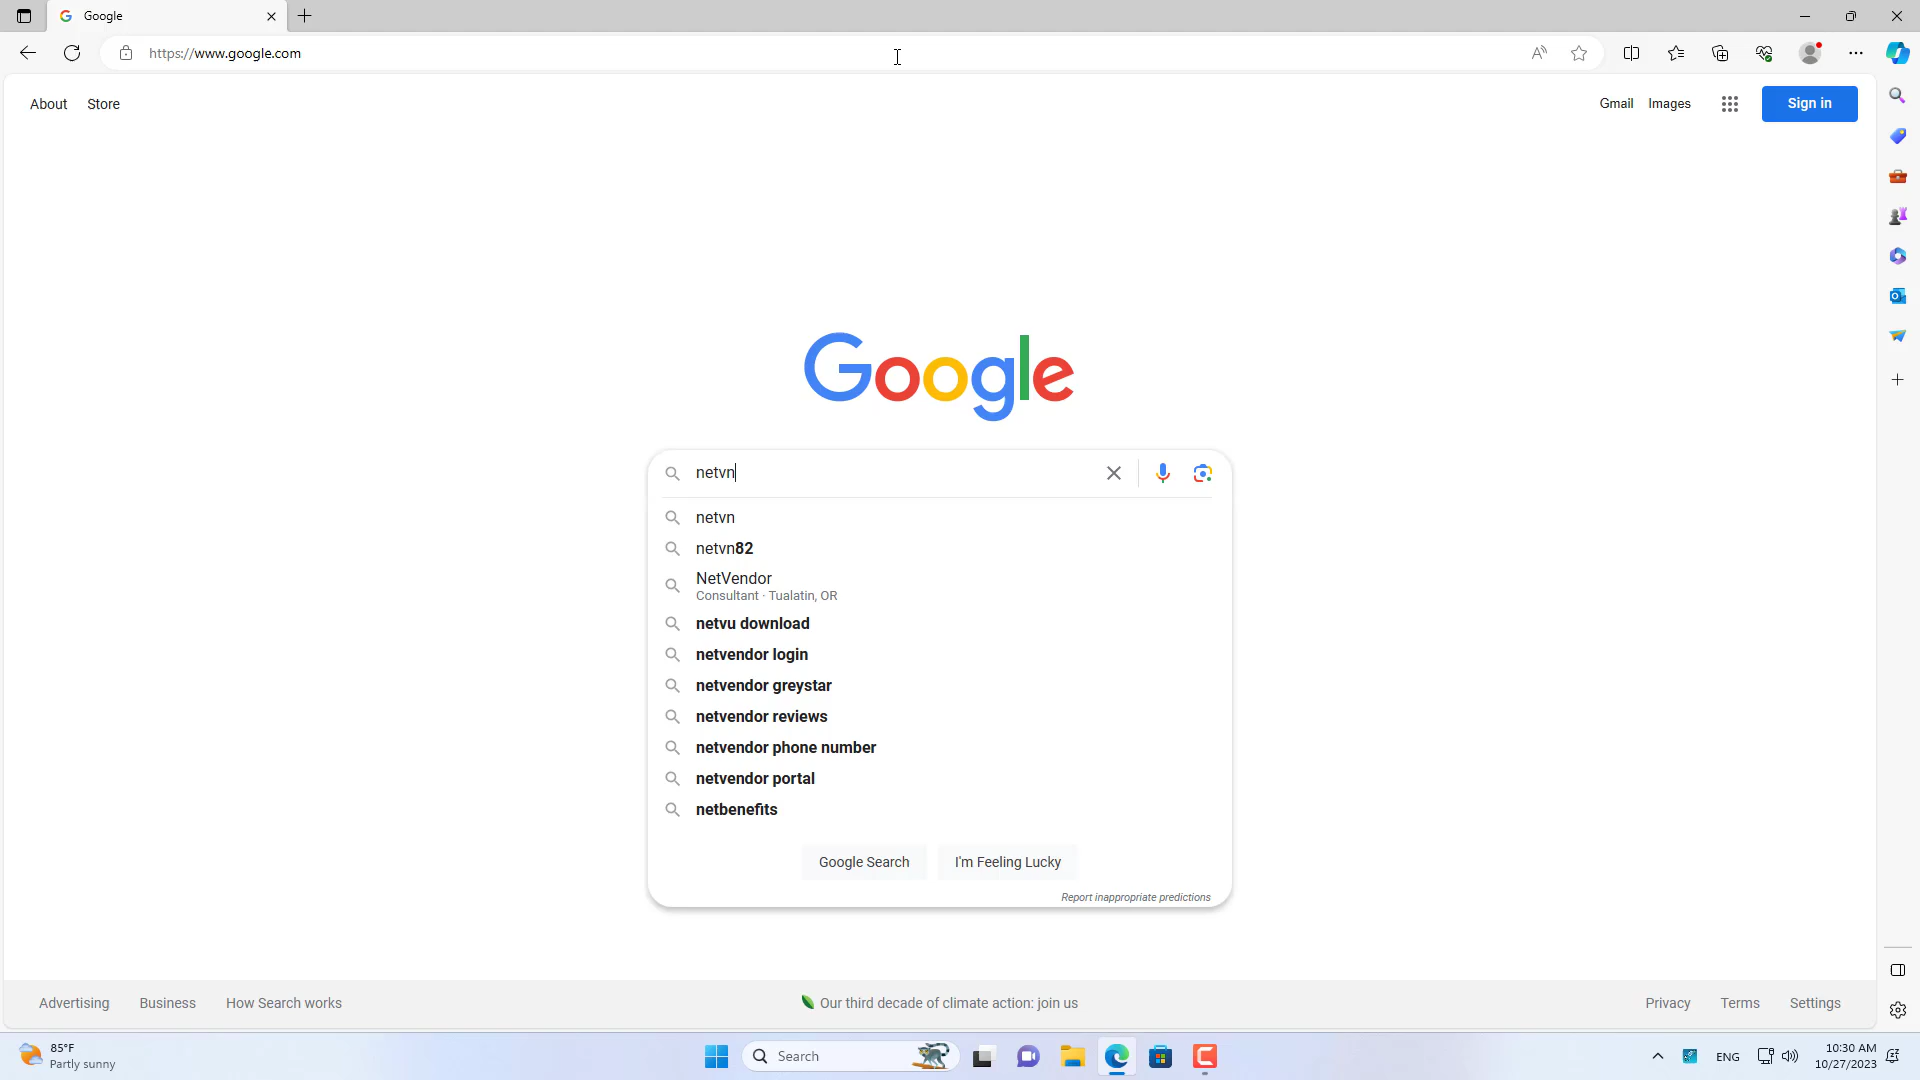 Google
https://www.google.com
About Store
Gmail Images Sign in
Google
netvn
netvn
netvn82
NetVendor
Consultant · Tualatin, OR
netvu download
netvendor login
netvendor greystar
netvendor reviews
netvendor phone number
netvendor portal
netbenefits
Google Search I'm Feeling Lucky
Report inappropriate predictions
Advertising Business How Search works Our third decade of climate action: join us Privacy Terms Settings
85°F
Partly sunny
Search
ENG
10:30 AM
10/27/2023